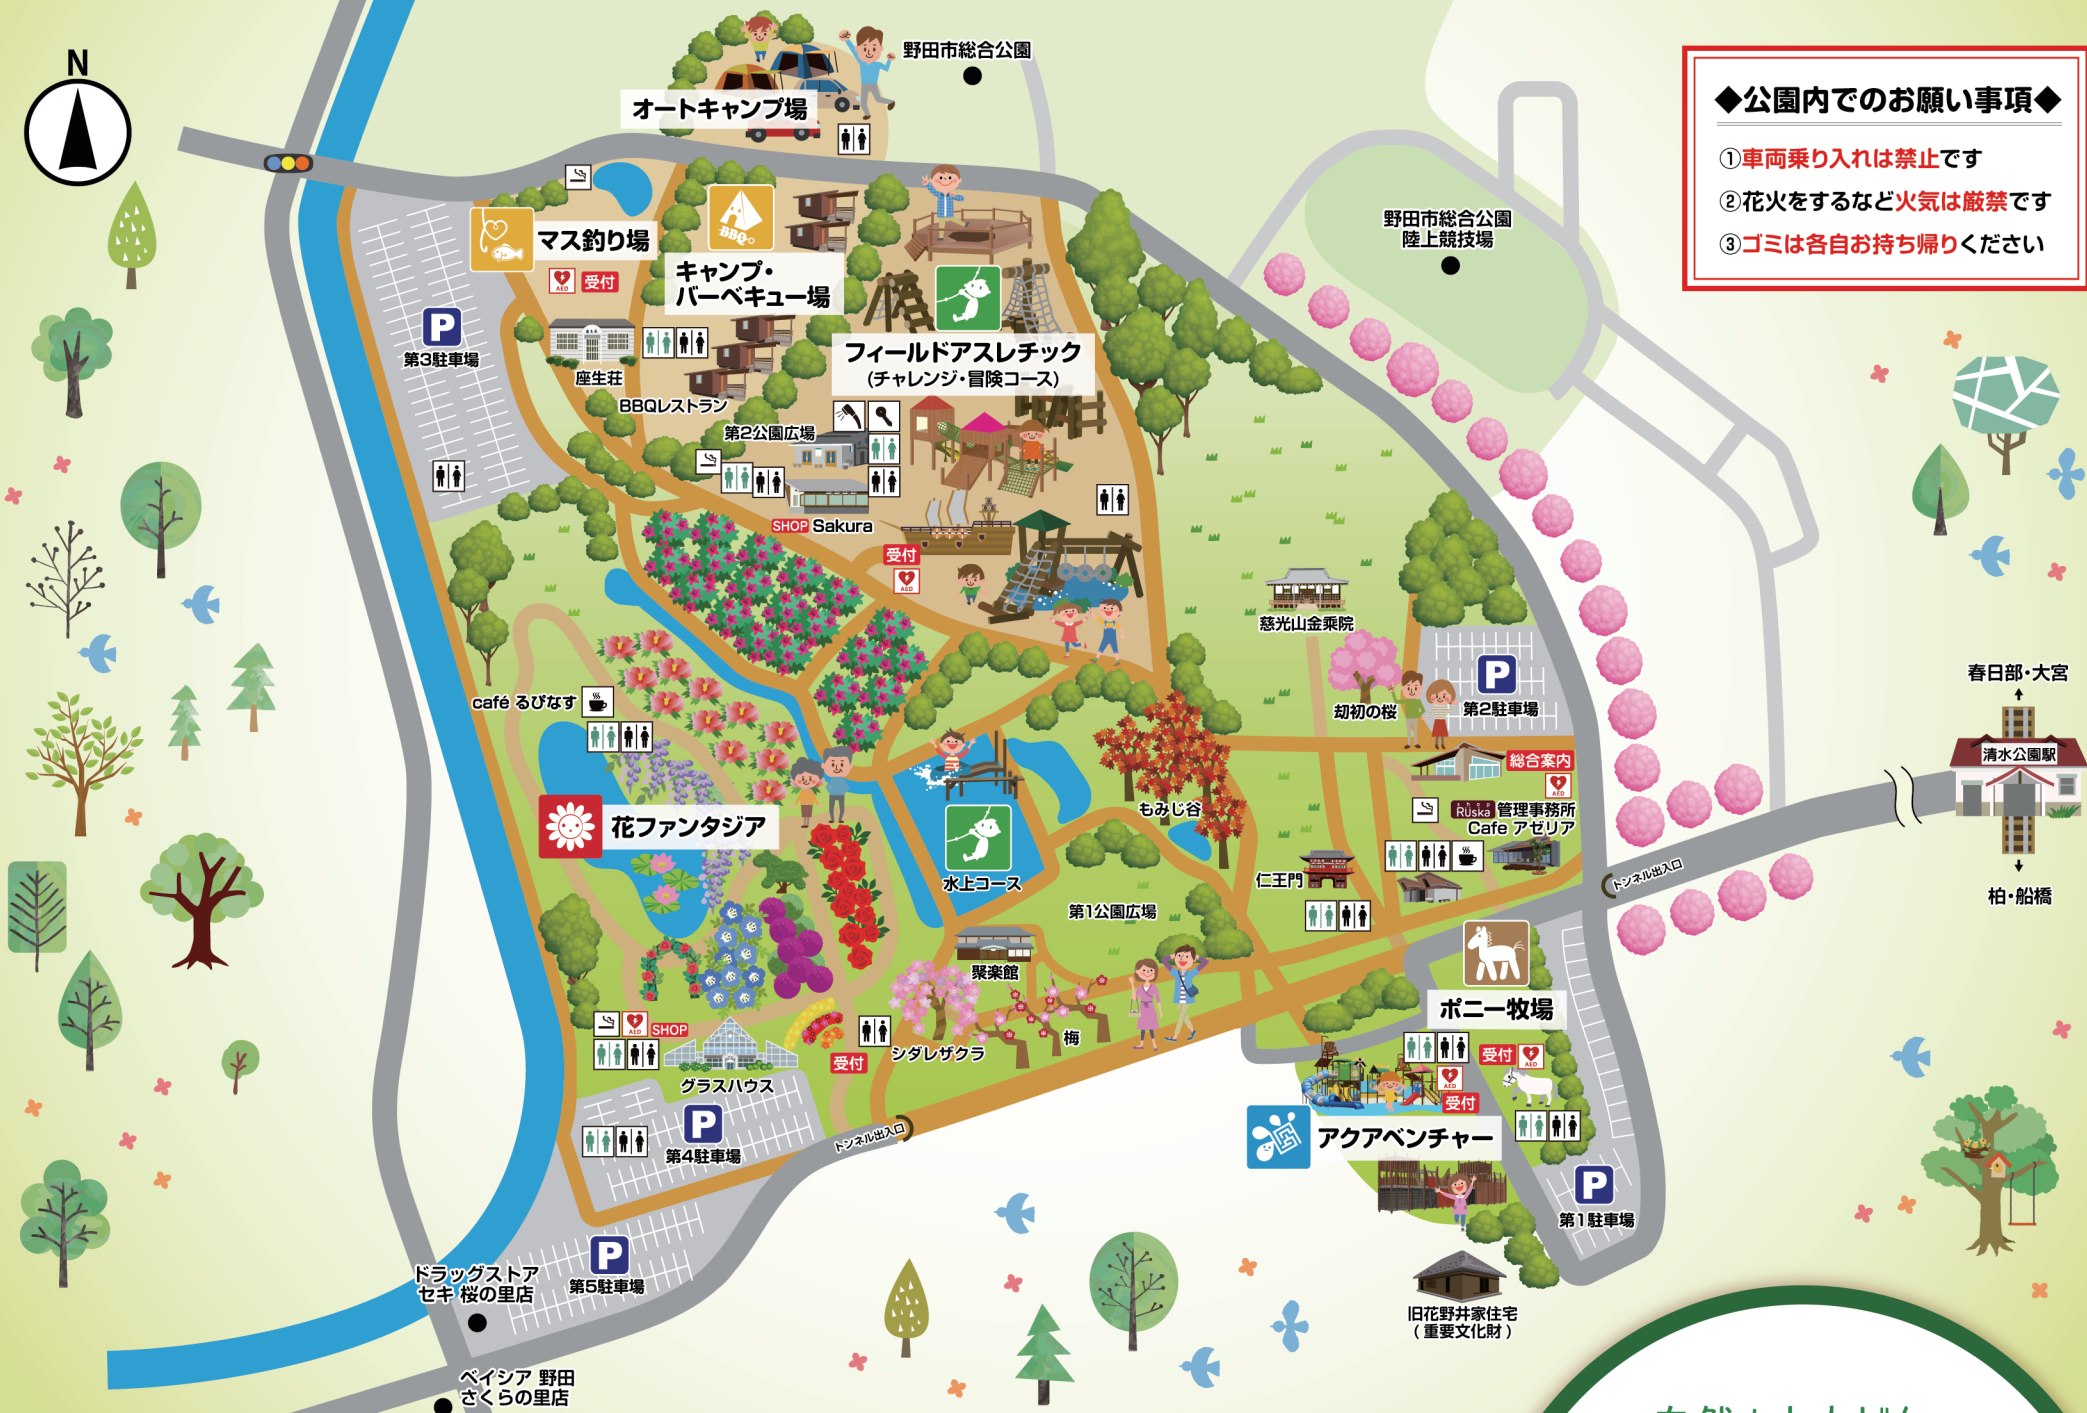 N
野田市総合公園
オートキャンプ場
◆公園内でのお願い事項◆
①車両乗り入れは禁止です
②花火をするなど火気は厳禁です
③ゴミは各自お持ち帰りください
マス釣り場
AED
受付
BBQ
キャンプ・
バーベキュー場
野田市総合公園
陸上競技場
P
第3駐車場
座生荘
フィールドアスレチック
(チャレンジ・冒険コース)
BBQレストラン
第2公園広場
SHOP Sakura
受付
AED
慈光山金乗院
春日部・大宮
café るぴなす
却初の桜
P
第2駐車場
清水公園駅
総合案内
AED
花ファンタジア
もみじ谷
shop
Ruska
管理事務所
Cafe アゼリア
水上コース
仁王門
トンネル出入口
柏・船橋
第1公園広場
聚楽館
ポニー牧場
AED
SHOP
シダレザクラ
梅
受付
グラスハウス
受付
AED
AED
受付
P
第4駐車場
トンネル出入口
アクアベンチャー
P
第1駐車場
P
第5駐車場
ドラッグストア
セキ 桜の里店
旧花野井家住宅
(重要文化財)
ベイシア 野田
さくらの里店